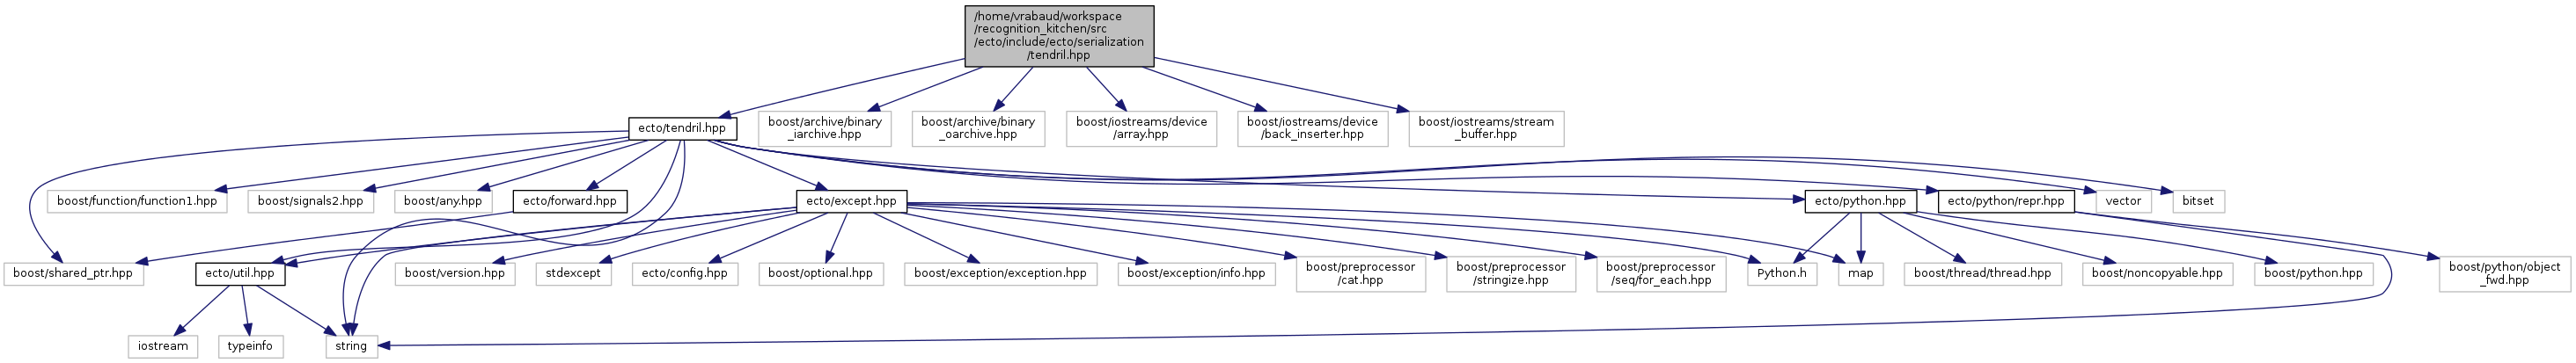 /home/vrabaud/workspace
/recognition_kitchen/src
/ecto/include/ecto/serialization
/tendril.hpp
ecto/tendril.hpp
boost/archive/binary
_iarchive.hpp
boost/archive/binary
_oarchive.hpp
boost/iostreams/device
/array.hpp
boost/iostreams/device
/back_inserter.hpp
boost/iostreams/stream
_buffer.hpp
boost/function/function1.hpp
boost/signals2.hpp
boost/any.hpp
ecto/forward.hpp
ecto/except.hpp
ecto/python.hpp
ecto/python/repr.hpp
vector
bitset
boost/shared_ptr.hpp
ecto/util.hpp
boost/version.hpp
stdexcept
ecto/config.hpp
boost/optional.hpp
boost/exception/exception.hpp
boost/exception/info.hpp
boost/preprocessor
/cat.hpp
boost/preprocessor
/stringize.hpp
boost/preprocessor
/seq/for_each.hpp
Python.h
map
boost/thread/thread.hpp
boost/noncopyable.hpp
boost/python.hpp
boost/python/object
_fwd.hpp
iostream
typeinfo
string